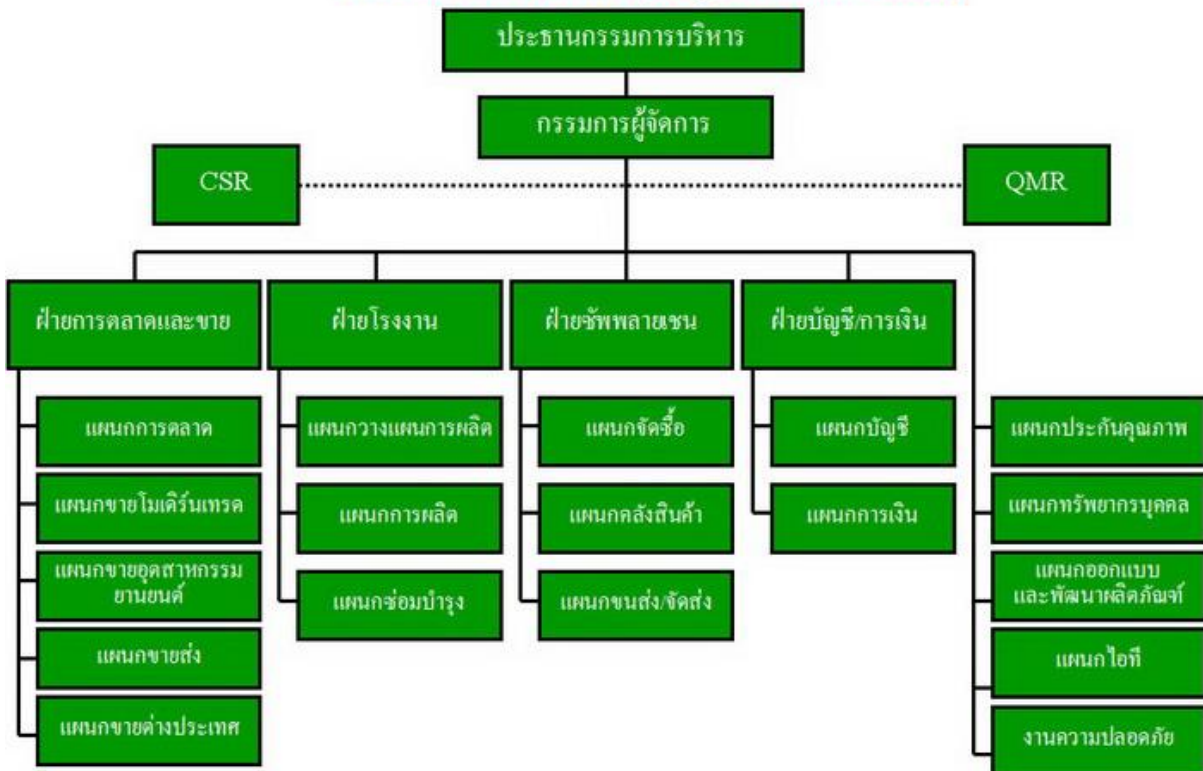 ประธานกรรมการบริหาร
กรรมการผู้จัดการ
CSR
QMR
ฝ่ายการตลาดและขาย
ฝ่ายโรงงาน
ฝ่ายซัพพลายเชน
ฝ่ายบัญชี/การเงิน
แผนกการตลาด
แผนกขายโมเดิร์นเทรด
แผนกขายอุตสาหกรรม
ยานยนต์
แผนกขายส่ง
แผนกขายต่างประเทศ
แผนกวางแผนการผลิต
แผนกการผลิต
แผนกซ่อมบำรุง
แผนกจัดซื้อ
แผนกคลังสินค้า
แผนกขนส่ง/จัดส่ง
แผนกบัญชี
แผนกการเงิน
แผนกประกันคุณภาพ
แผนกทรัพยากรบุคคล
แผนกออกแบบ
และพัฒนาผลิตภัณฑ์
แผนกไอที
งานความปลอดภัย